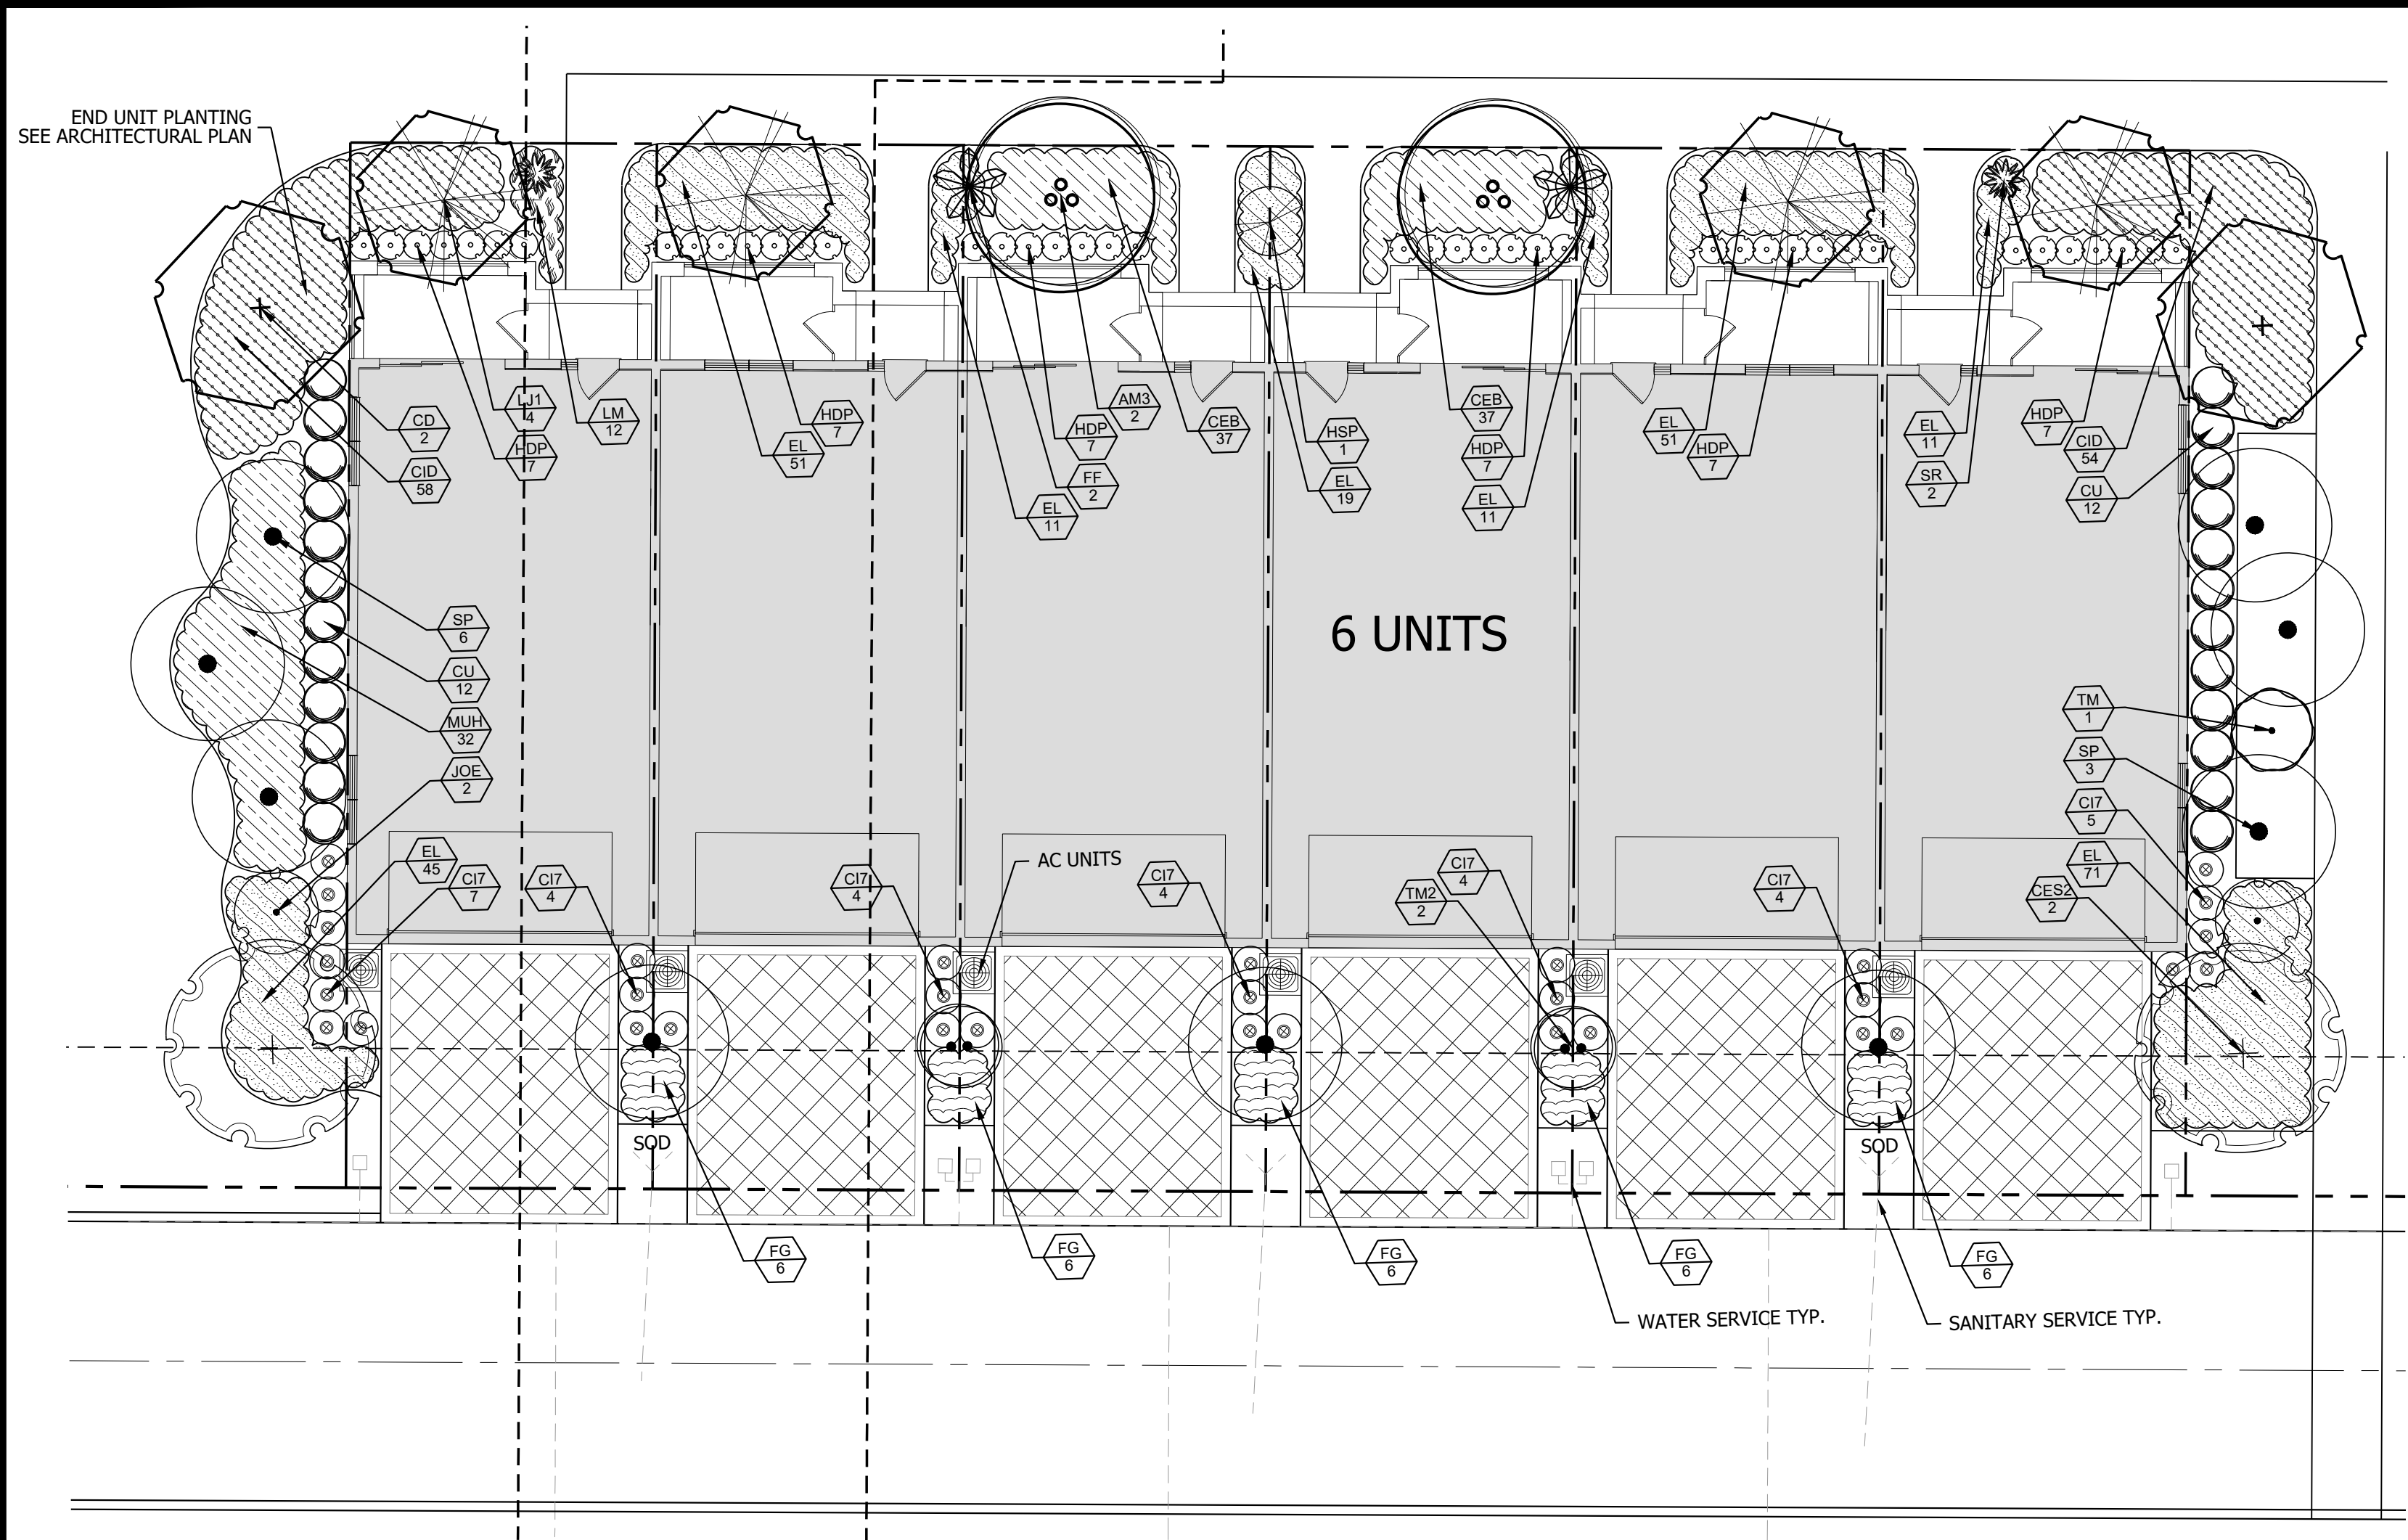 END UNIT PLANTING
SEE ARCHITECTURAL PLAN
CD
2
CID
58
LJ1
4
HDP
7
LM
12
EL
51
HDP
7
EL
11
HDP
7
FF
2
AM3
2
CEB
37
HSP
1
EL
19
CEB
37
HDP
7
EL
11
EL
51
HDP
7
EL
11
SR
2
HDP
7
CID
54
CU
12
6 UNITS
SP
6
CU
12
MUH
32
JOE
2
EL
45
CI7
7
CI7
4
CI7
4
AC UNITS
CI7
4
TM2
2
CI7
4
CI7
4
TM
1
SP
3
CI7
5
EL
71
CES2
2
SOD
SOD
FG
6
FG
6
FG
6
FG
6
FG
6
WATER SERVICE TYP.
SANITARY SERVICE TYP.